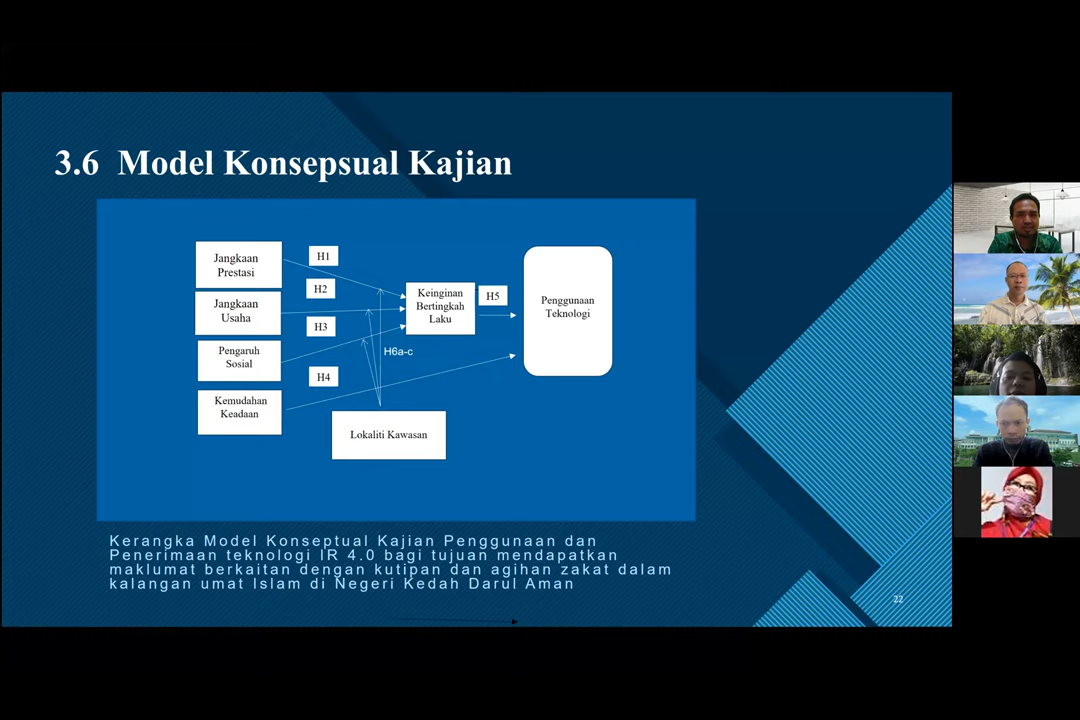 3.6 Model Konsepsual Kajian
Jangkaan
Prestasi
H1
Jangkaan
Usaha
H2
Pengaruh
Sosial
H3
Kemudahan
Keadaan
H4
Keinginan
Bertingkah
Laku
H5
Penggunaan
Teknologi
H6a-c
Lokaliti Kawasan
Kerangka Model Konseptual Kajian Penggunaan dan
Penerimaan teknologi IR 4.0 bagi tujuan mendapatkan
maklumat berkaitan dengan kutipan dan agihan zakat dalam
kalangan umat Islam di Negeri Kedah Darul Aman
22